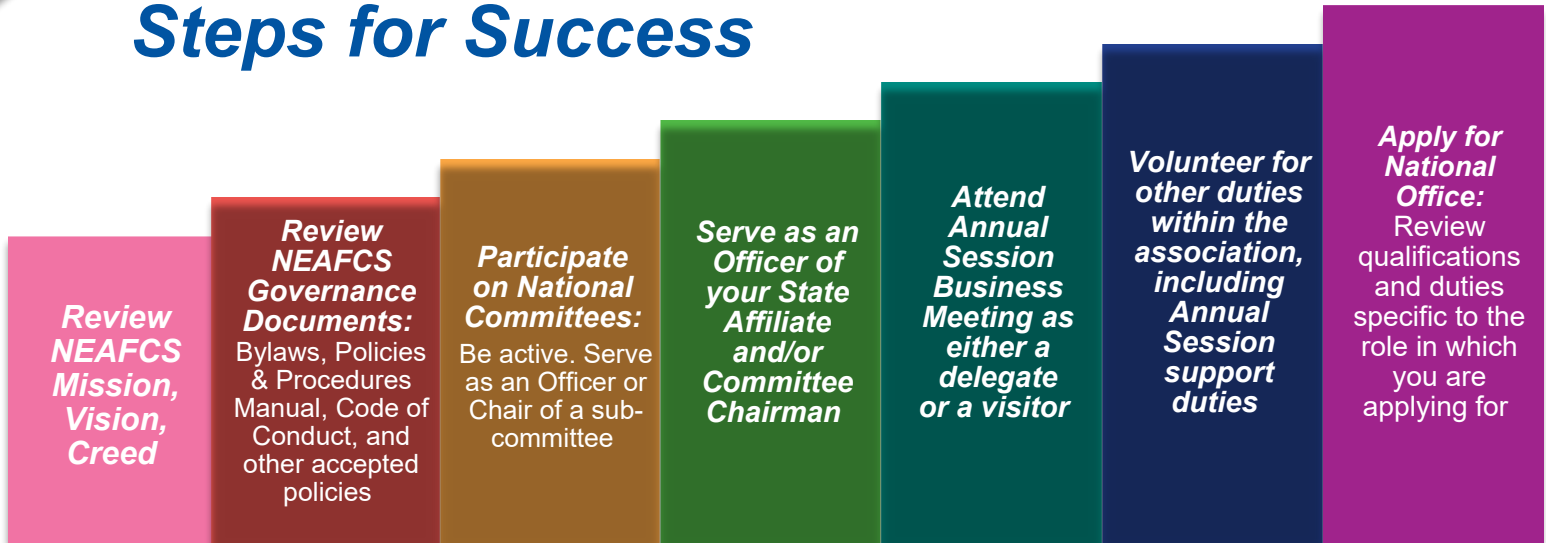 Steps for Success
Review
NEAFCS
Mission,
Vision,
Creed
Review
NEAFCS
Governance
Documents:
Bylaws, Policies
& Procedures
Manual, Code of
Conduct, and
other accepted
policies
Participate
on National
Committees:
Be active. Serve
as an Officer or
Chair of a sub-
committee
Serve as an
Officer of
your State
Affiliate
and/or
Committee
Chairman
Attend
Annual
Session
Business
Meeting as
either a
delegate
or a visitor
Volunteer for
other duties
within the
association,
including
Annual
Session
support
duties
Apply for
National
Office:
Review
qualifications
and duties
specific to the
role in which
you are
applying for